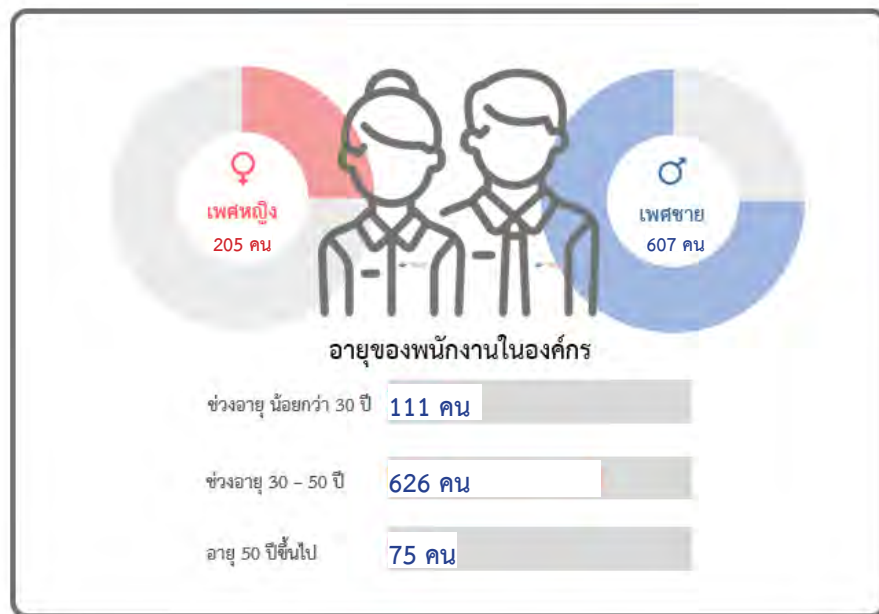 เพศหญิง
205 คน
เพศชาย
607 คน
อายุของพนักงานในองค์กร
ช่วงอายุ น้อยกว่า 30 ปี 111 คน
ช่วงอายุ 30 – 50 ปี 626 คน
อายุ 50 ปีขึ้นไป 75 คน